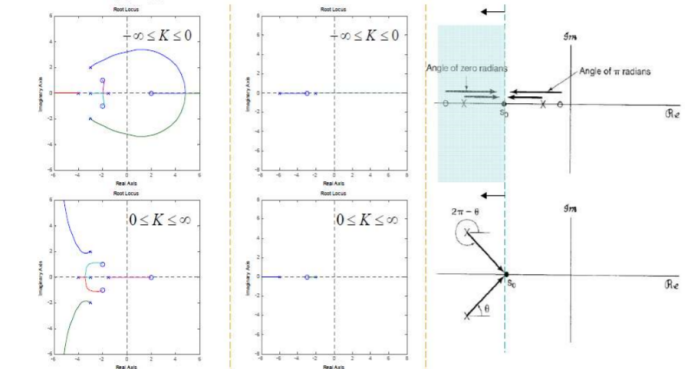 Root Locus
Root Locus
-∞ ≤ K ≤ 0
-∞ ≤ K ≤ 0
Imaginary Axis
Imaginary Axis
Real Axis
Real Axis
Angle of zero radians
Angle of π radians
𝒥m
s₀
ℛe
Root Locus
Root Locus
0 ≤ K ≤ ∞
0 ≤ K ≤ ∞
Imaginary Axis
Imaginary Axis
Real Axis
Real Axis
2π − θ
𝒥m
s₀
θ
ℛe